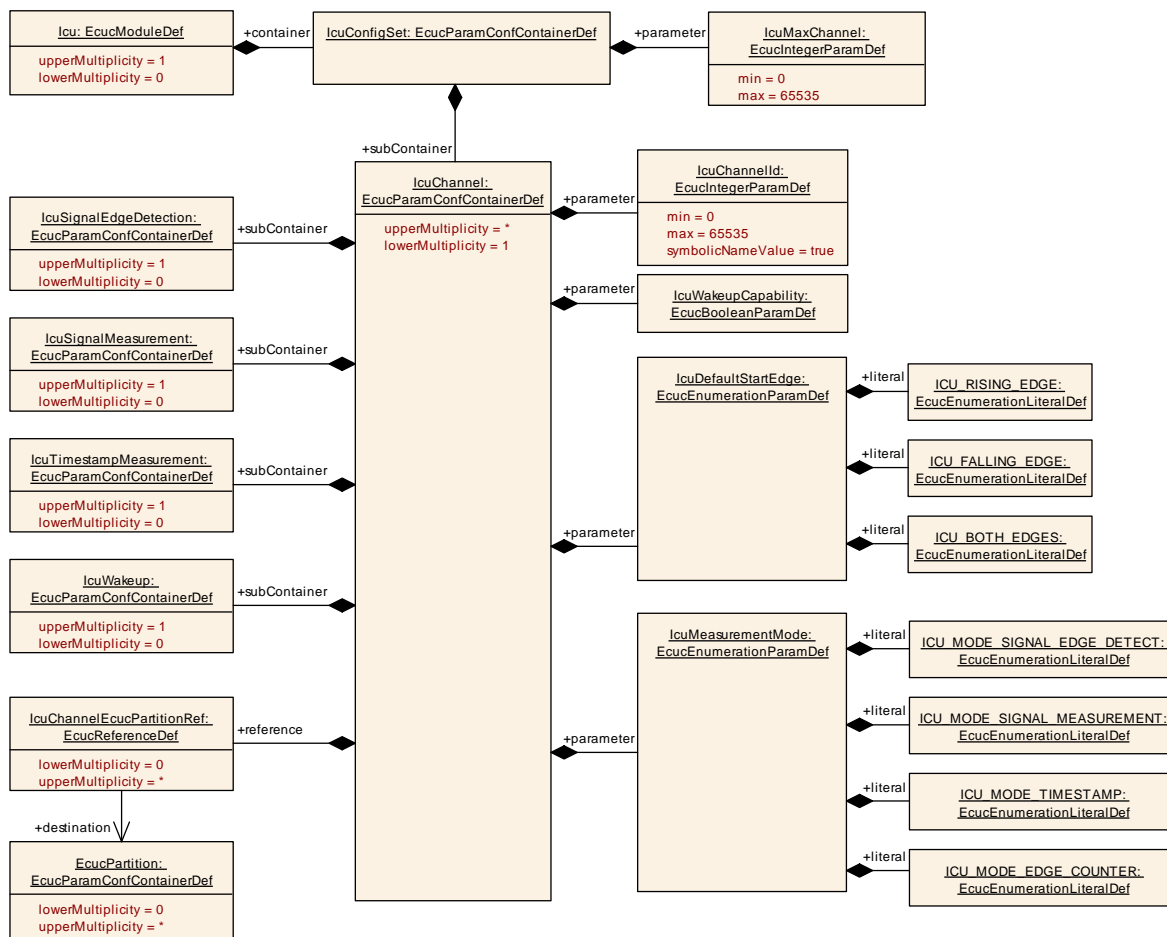 Icu: EcucModuleDef
upperMultiplicity = 1
lowerMultiplicity = 0
+container
IcuConfigSet: EcucParamConfContainerDef
+parameter
IcuMaxChannel:
EcucIntegerParamDef
min = 0
max = 65535
+subContainer
IcuChannel:
EcucParamConfContainerDef
upperMultiplicity = *
lowerMultiplicity = 1
+parameter
IcuChannelId:
EcucIntegerParamDef
min = 0
max = 65535
symbolicNameValue = true
IcuSignalEdgeDetection:
EcucParamConfContainerDef
upperMultiplicity = 1
lowerMultiplicity = 0
+subContainer
+parameter
IcuWakeupCapability:
EcucBooleanParamDef
IcuSignalMeasurement:
EcucParamConfContainerDef
upperMultiplicity = 1
lowerMultiplicity = 0
+subContainer
+parameter
IcuDefaultStartEdge:
EcucEnumerationParamDef
+literal
ICU_RISING_EDGE:
EcucEnumerationLiteralDef
+literal
ICU_FALLING_EDGE:
EcucEnumerationLiteralDef
+literal
ICU_BOTH_EDGES:
EcucEnumerationLiteralDef
IcuTimestampMeasurement:
EcucParamConfContainerDef
upperMultiplicity = 1
lowerMultiplicity = 0
+subContainer
IcuWakeup:
EcucParamConfContainerDef
upperMultiplicity = 1
lowerMultiplicity = 0
+subContainer
+parameter
IcuMeasurementMode:
EcucEnumerationParamDef
+literal
ICU_MODE_SIGNAL_EDGE_DETECT:
EcucEnumerationLiteralDef
+literal
ICU_MODE_SIGNAL_MEASUREMENT:
EcucEnumerationLiteralDef
+literal
ICU_MODE_TIMESTAMP:
EcucEnumerationLiteralDef
+literal
ICU_MODE_EDGE_COUNTER:
EcucEnumerationLiteralDef
IcuChannelEcucPartitionRef:
EcucReferenceDef
lowerMultiplicity = 0
upperMultiplicity = *
+reference
+destination
EcucPartition:
EcucParamConfContainerDef
lowerMultiplicity = 0
upperMultiplicity = *